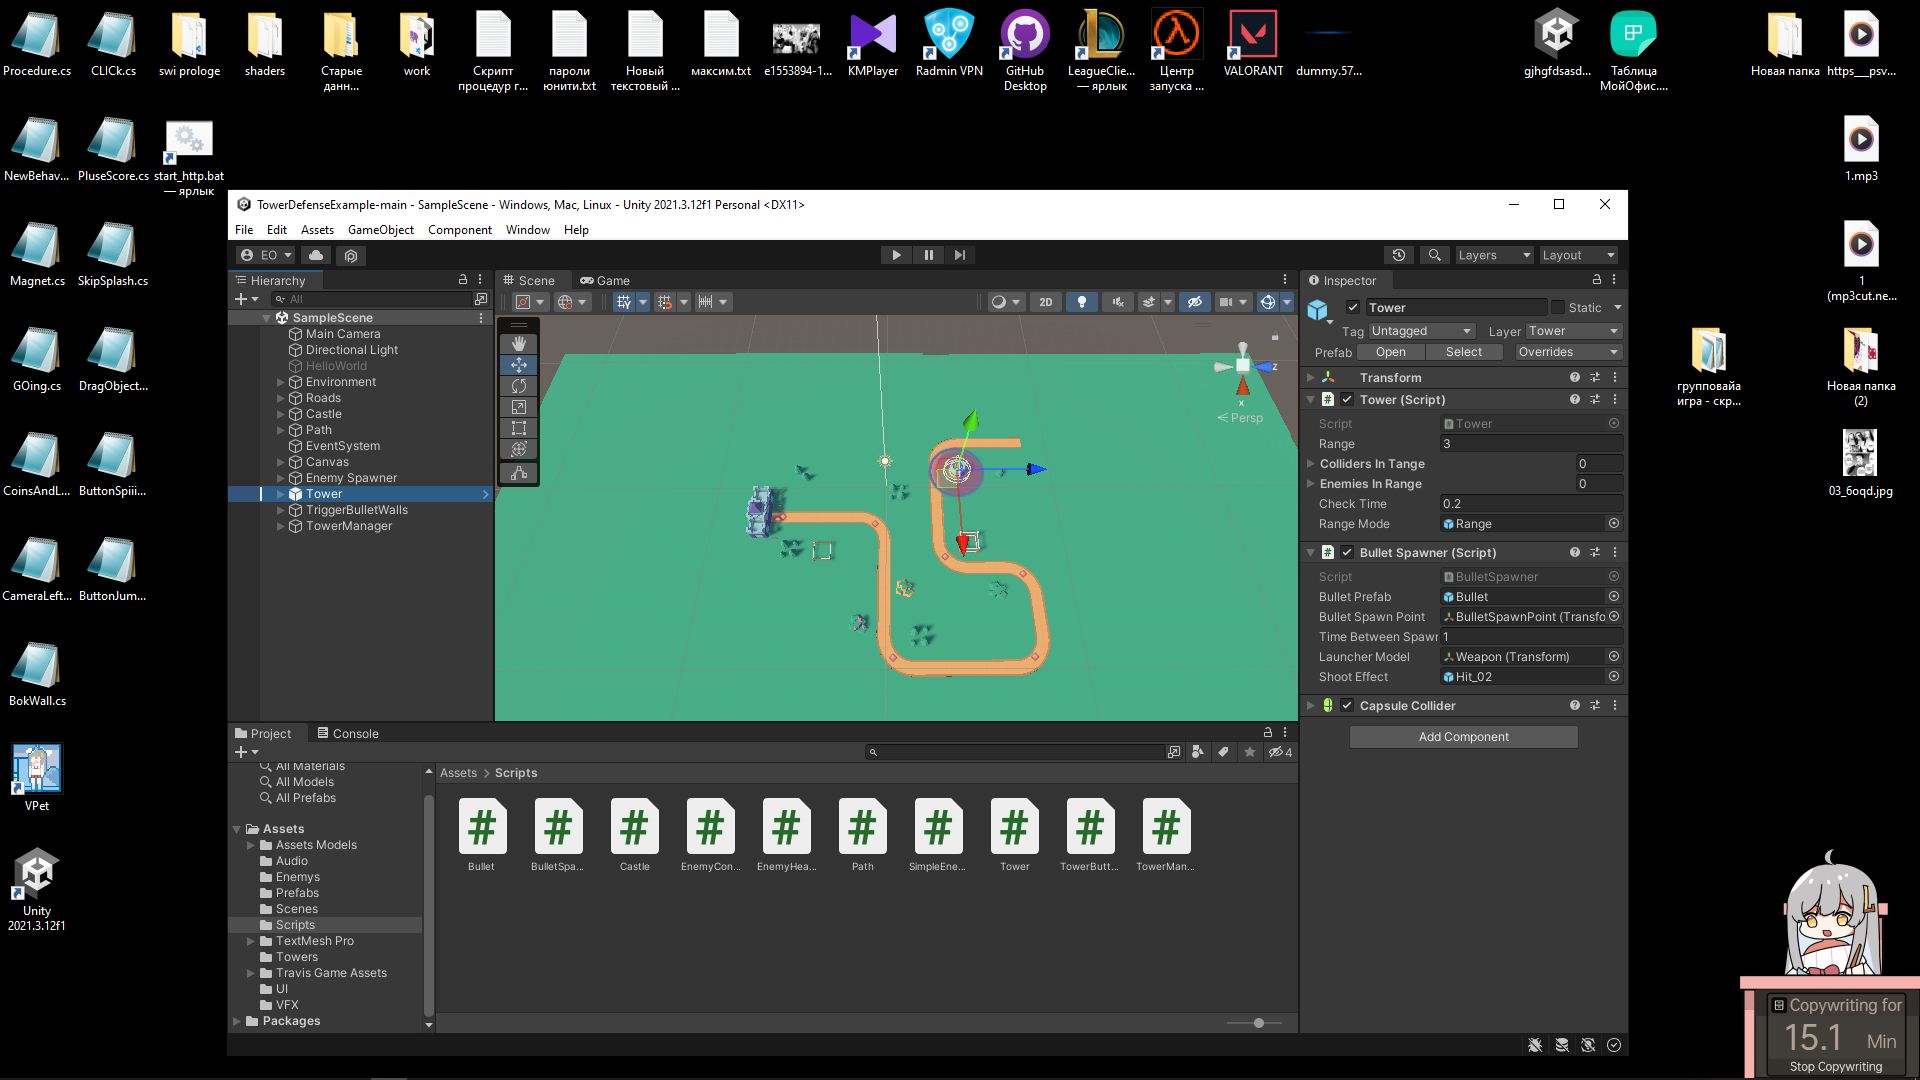 Procedure.cs
CLICk.cs
swi prologe
shaders
Старые
данн...
work
Скрипт
процедур г...
пароли
юнити.txt
Новый
текстовый ...
максим.txt
e1553894-1...
KMPlayer
Radmin VPN
GitHub
Desktop
LeagueClie...
— ярлык
Центр
запуска ...
VALORANT
dummy.57...
gjhgfdsasd...
Таблица
МойОфис....
Новая папка
https___psv...
NewBehav...
PluseScore.cs
start_http.bat
— ярлык
1.mp3
TowerDefenseExample-main - SampleScene - Windows, Mac, Linux - Unity 2021.3.12f1 Personal <DX11>
File Edit Assets GameObject Component Window Help
EO
Layers
Layout
Magnet.cs
SkipSplash.cs
1
(mp3cut.ne...
Hierarchy
All
SampleScene
Main Camera
Directional Light
HelloWorld
Environment
Roads
Castle
Path
EventSystem
Canvas
Enemy Spawner
Tower
TriggerBulletWalls
TowerManager
Scene
Game
2D
z
x
Persp
Inspector
Tower
Static
Tag Untagged
Layer Tower
Prefab Open Select Overrides
Transform
Tower (Script)
Script Tower
Range 3
Colliders In Tange 0
Enemies In Range 0
Check Time 0.2
Range Mode Range
Bullet Spawner (Script)
Script BulletSpawner
Bullet Prefab Bullet
Bullet Spawn Point BulletSpawnPoint (Transfo
Time Between Spawr 1
Launcher Model Weapon (Transform)
Shoot Effect Hit_02
Capsule Collider
Add Component
GOing.cs
DragObject...
группoвайа
игра - скр...
Новая папка
(2)
CoinsAndL...
ButtonSpiii...
03_6oqd.jpg
CameraLeft...
ButtonJum...
BokWall.cs
VPet
Unity
2021.3.12f1
Project
Console
4
All Materials
All Models
All Prefabs
Assets
Assets Models
Audio
Enemys
Prefabs
Scenes
Scripts
TextMesh Pro
Towers
Travis Game Assets
UI
VFX
Packages
Assets > Scripts
Bullet
BulletSpa...
Castle
EnemyCon...
EnemyHea...
Path
SimpleEne...
Tower
TowerButt...
TowerMan...
Copywriting for
15.1 Min
Stop Copywriting